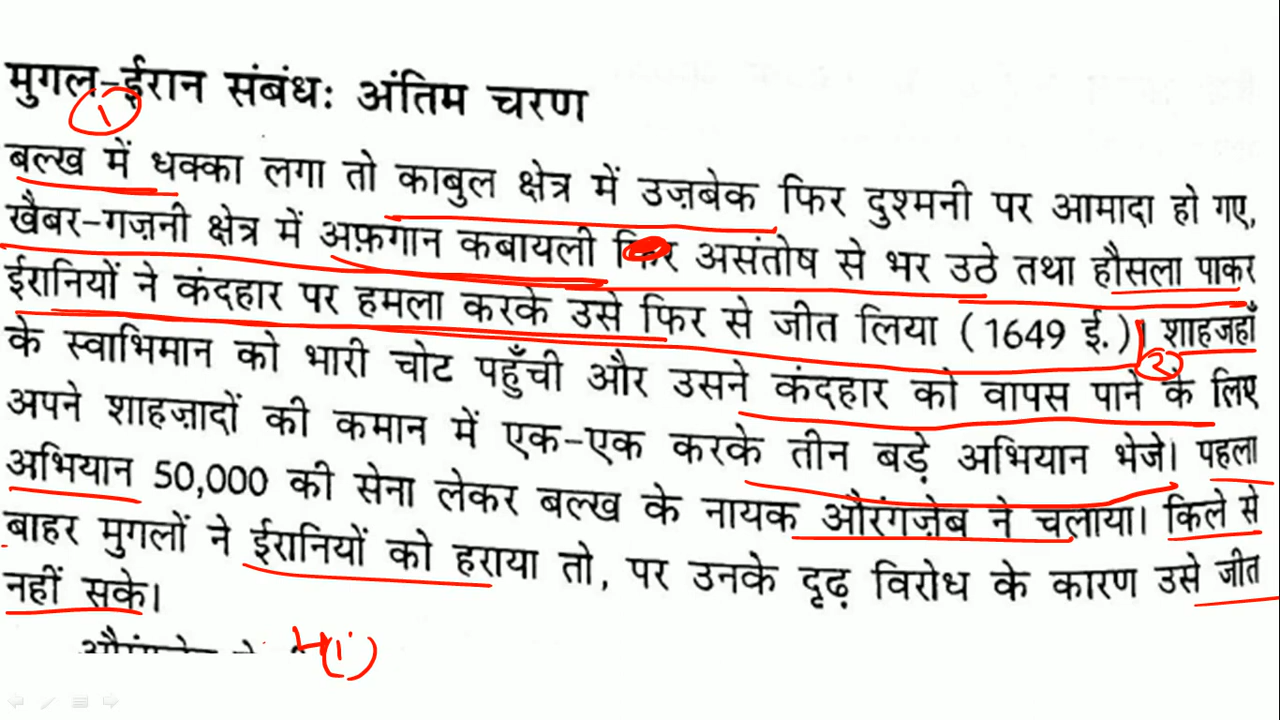 मुगल-ईरान संबंधः अंतिम चरण
1
बल्ख में धक्का लगा तो काबुल क्षेत्र में उज़बेक फिर दुश्मनी पर आमादा हो गए,
खैबर-गज़नी क्षेत्र में अफ़गान कबायली फिर असंतोष से भर उठे तथा हौसला पाकर
ईरानियों ने कंदहार पर हमला करके उसे फिर से जीत लिया (1649 ई.)। शाहजहाँ
2
के स्वाभिमान को भारी चोट पहुँची और उसने कंदहार को वापस पाने के लिए
अपने शाहज़ादों की कमान में एक-एक करके तीन बड़े अभियान भेजे। पहला
अभियान 50,000 की सेना लेकर बल्ख के नायक औरंगज़ेब ने चलाया। किले से
बाहर मुगलों ने ईरानियों को हराया तो, पर उनके दृढ़ विरोध के कारण उसे जीत
नहीं सके।